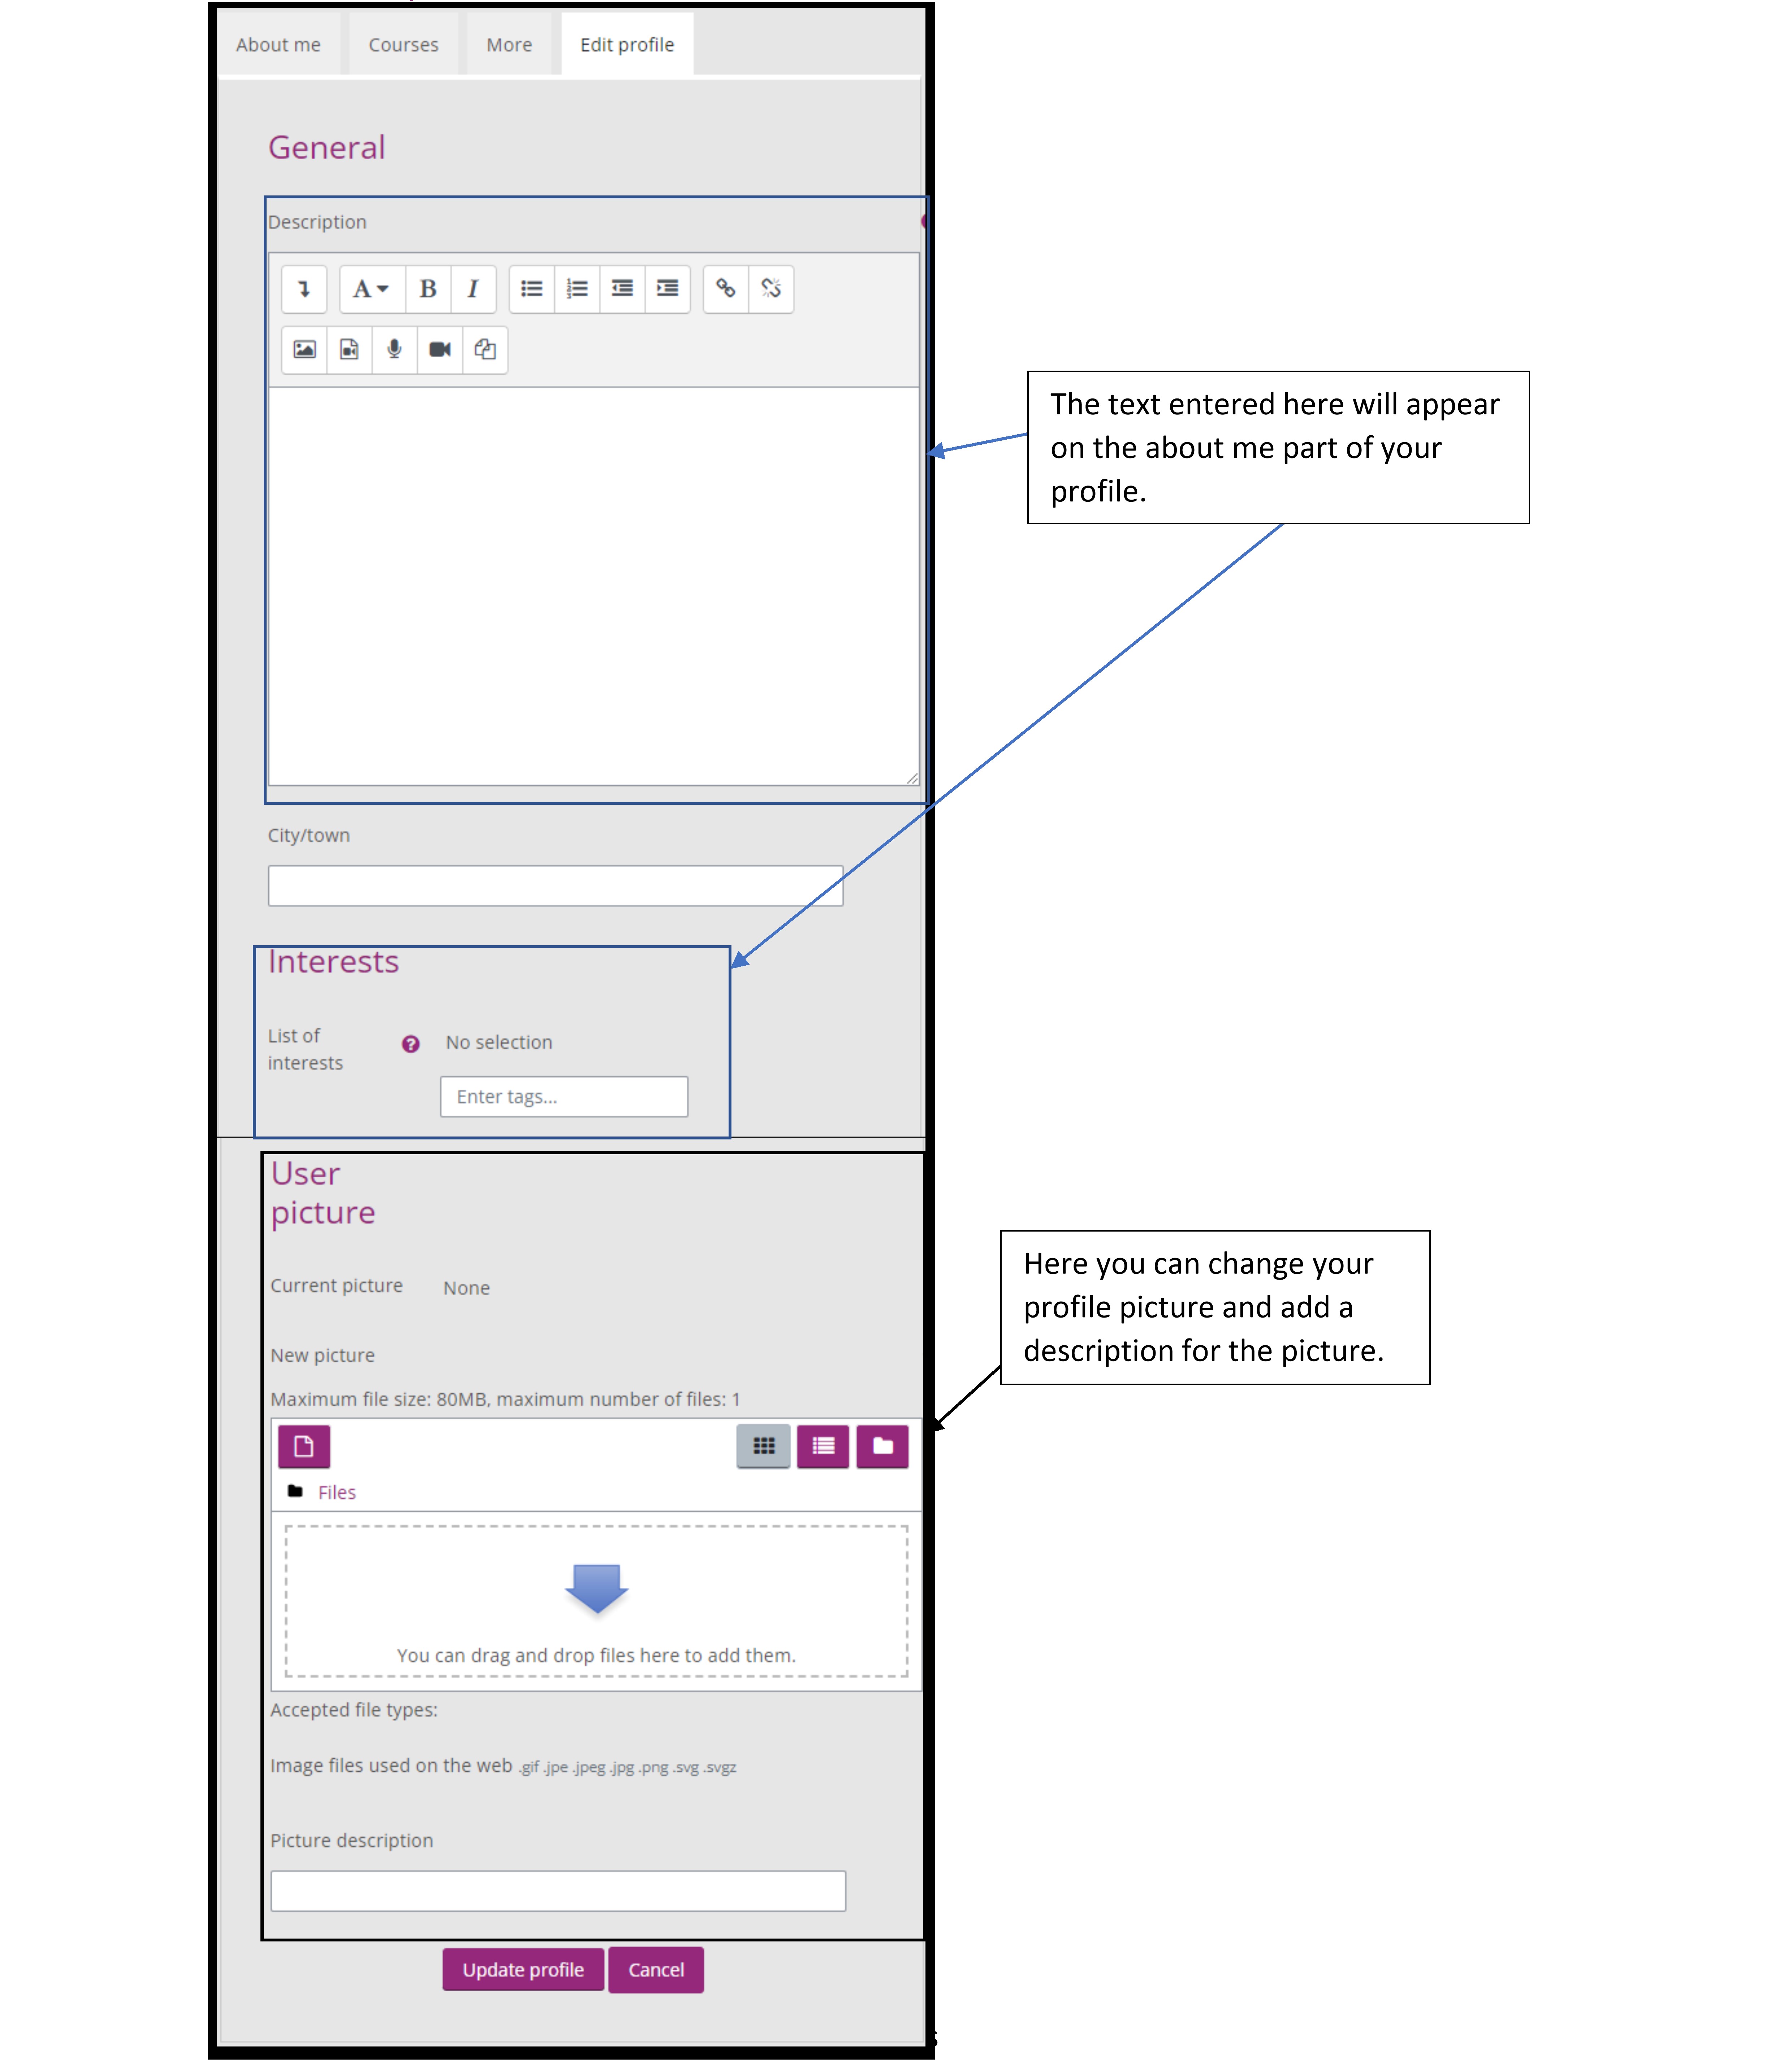 About me Courses More Edit profile
General
Description
A B I
The text entered here will appear
on the about me part of your
profile.
City/town
Interests
List of
interests
No selection
Enter tags...
User
picture
Current picture None
Here you can change your
profile picture and add a
description for the picture.
New picture
Maximum file size: 80MB, maximum number of files: 1
Files
You can drag and drop files here to add them.
Accepted file types:
Image files used on the web .gif .jpe .jpeg .jpg .png .svg .svgz
Picture description
Update profile Cancel